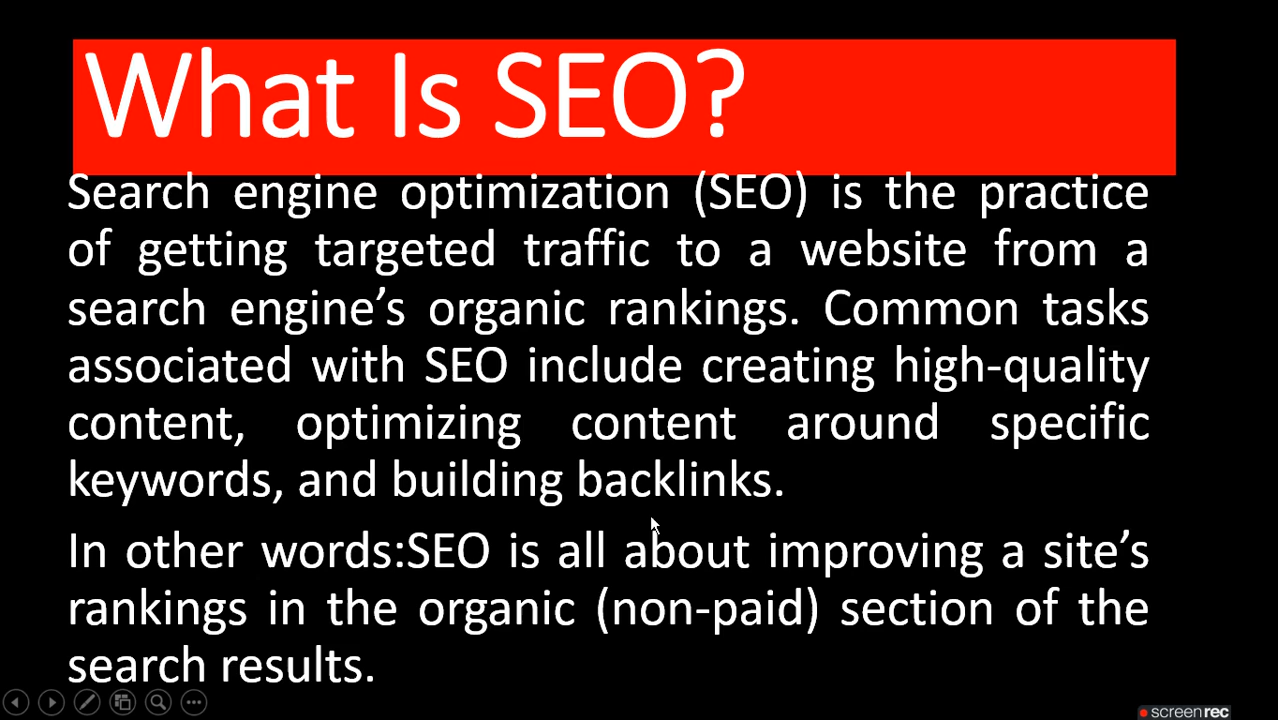 What Is SEO?
Search engine optimization (SEO) is the practice
of getting targeted traffic to a website from a
search engine’s organic rankings. Common tasks
associated with SEO include creating high-quality
content, optimizing content around specific
keywords, and building backlinks.
In other words:SEO is all about improving a site’s
rankings in the organic (non-paid) section of the
search results.
screenrec